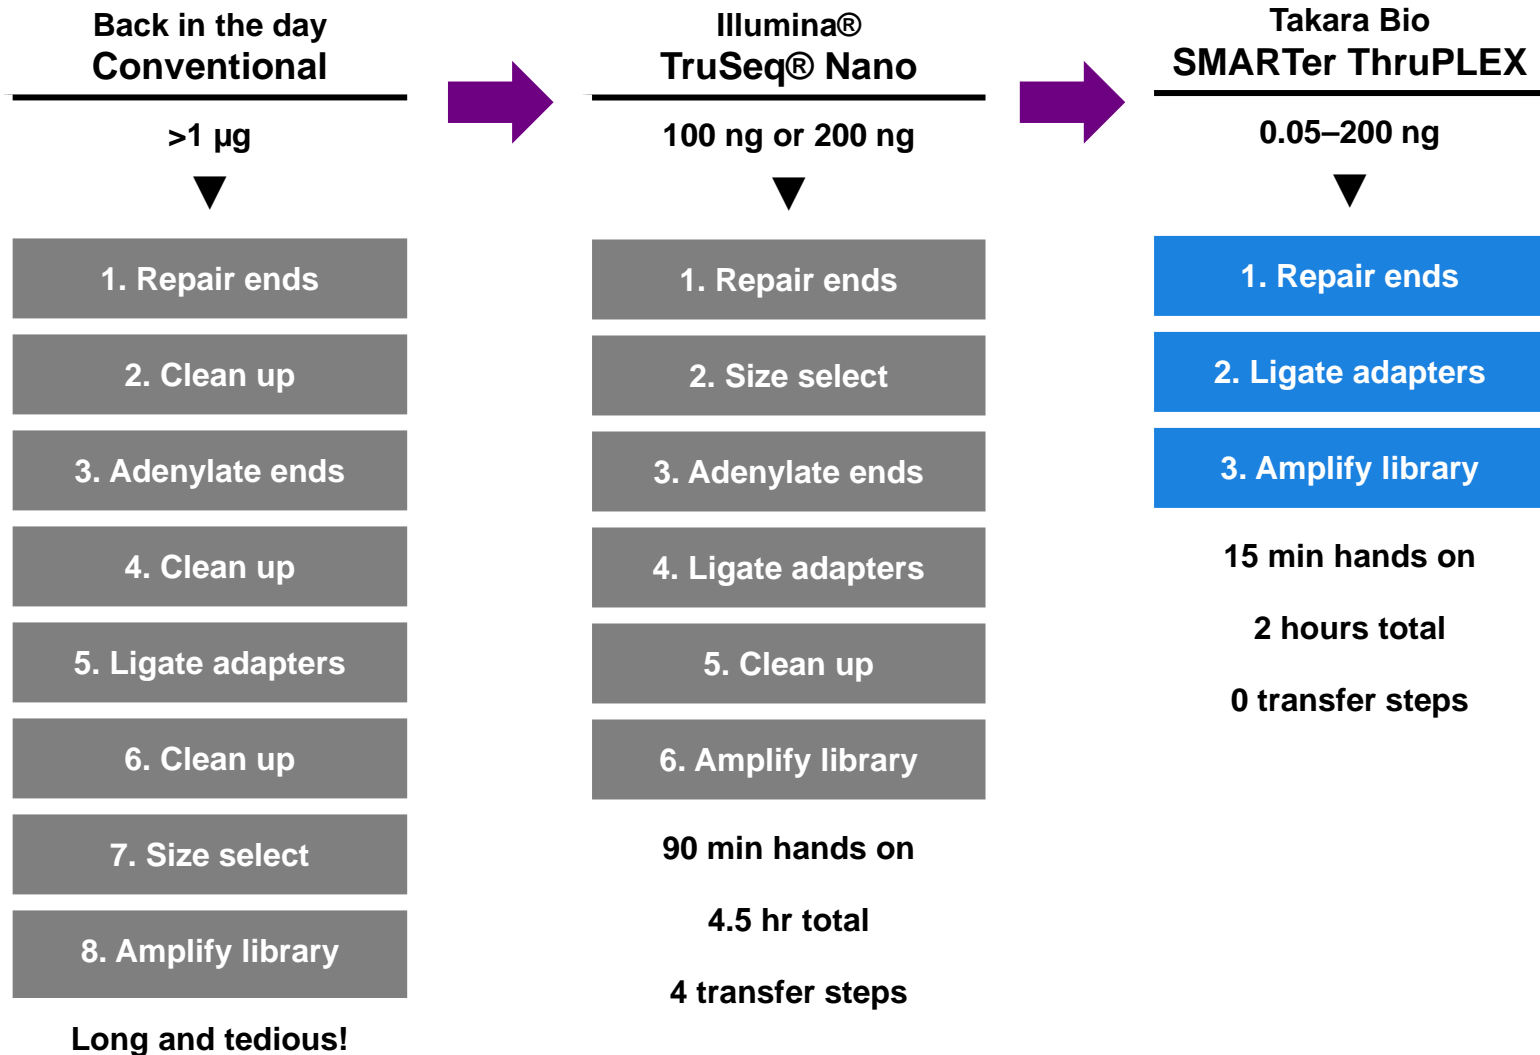 Back in the day
Conventional
>1 µg
1. Repair ends
2. Clean up
3. Adenylate ends
4. Clean up
5. Ligate adapters
6. Clean up
7. Size select
8. Amplify library
Long and tedious!
Illumina®
TruSeq® Nano
100 ng or 200 ng
1. Repair ends
2. Size select
3. Adenylate ends
4. Ligate adapters
5. Clean up
6. Amplify library
90 min hands on
4.5 hr total
4 transfer steps
Takara Bio
SMARTer ThruPLEX
0.05–200 ng
1. Repair ends
2. Ligate adapters
3. Amplify library
15 min hands on
2 hours total
0 transfer steps